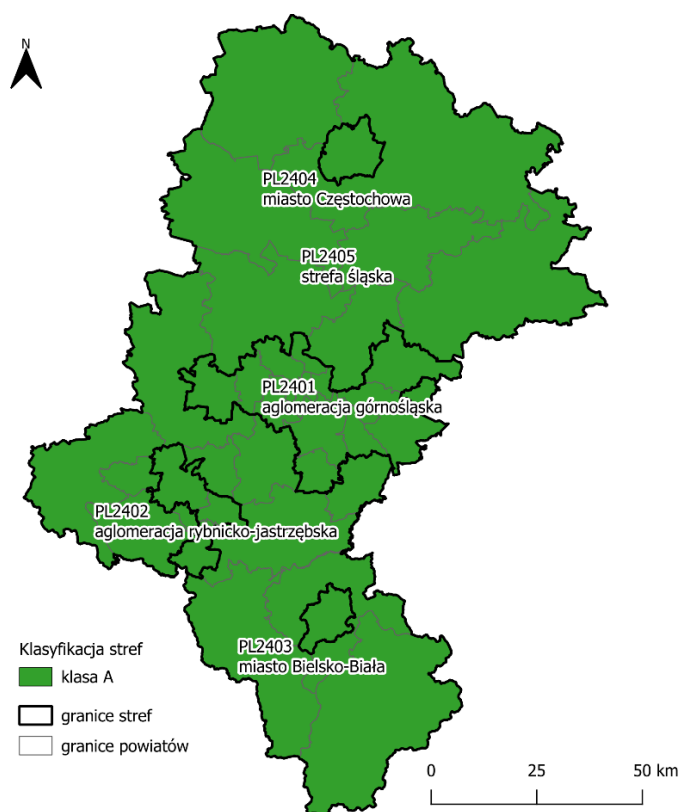 N
PL2404
miasto Częstochowa
PL2405
strefa śląska
PL2401
aglomeracja górnośląska
PL2402
aglomeracja rybnicko-jastrzębska
PL2403
miasto Bielsko-Biała
Klasyfikacja stref
klasa A
granice stref
granice powiatów
0 25 50 km